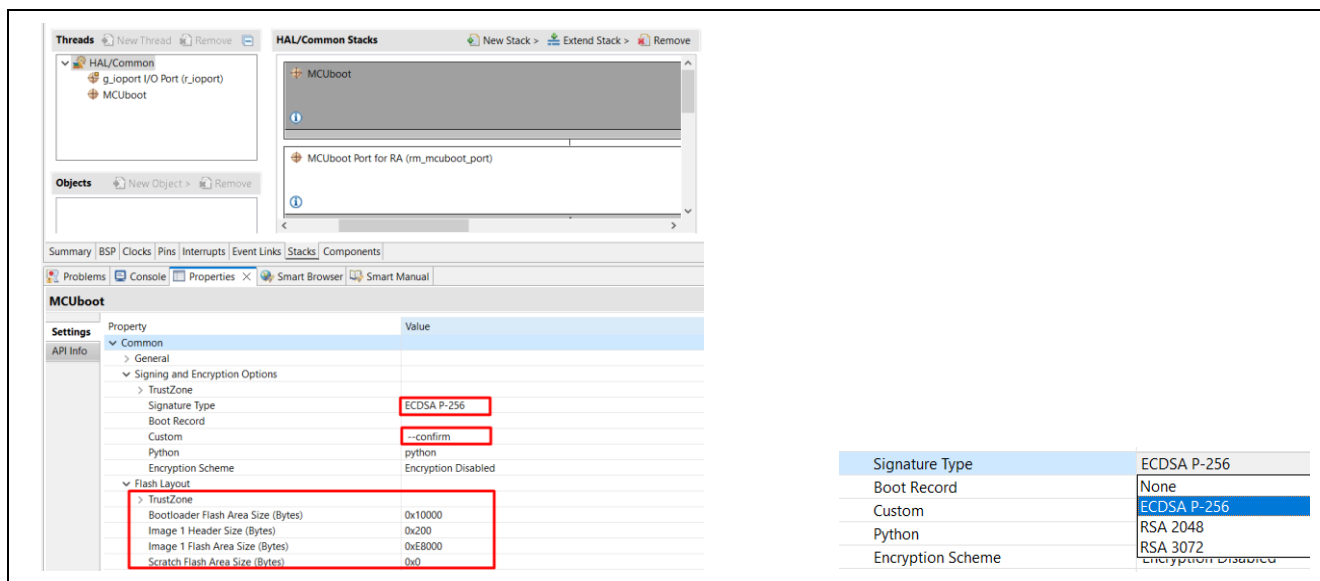 Threads New Thread Remove
HAL/Common Stacks New Stack > Extend Stack > Remove
HAL/Common
g_ioport I/O Port (r_ioport)
MCUboot
MCUboot
MCUboot Port for RA (rm_mcuboot_port)
Objects New Object > Remove
Summary BSP Clocks Pins Interrupts Event Links Stacks Components
Problems Console Properties Smart Browser Smart Manual
MCUboot
Settings
API Info
Property Value
Common
General
Signing and Encryption Options
TrustZone
Signature Type ECDSA P-256
Boot Record
Custom --confirm
Python python
Encryption Scheme Encryption Disabled
Flash Layout
TrustZone
Bootloader Flash Area Size (Bytes) 0x10000
Image 1 Header Size (Bytes) 0x200
Image 1 Flash Area Size (Bytes) 0xE8000
Scratch Flash Area Size (Bytes) 0x0
Signature Type ECDSA P-256
Boot Record None
Custom ECDSA P-256
Python RSA 2048
RSA 3072
Encryption Scheme Encryption Disabled